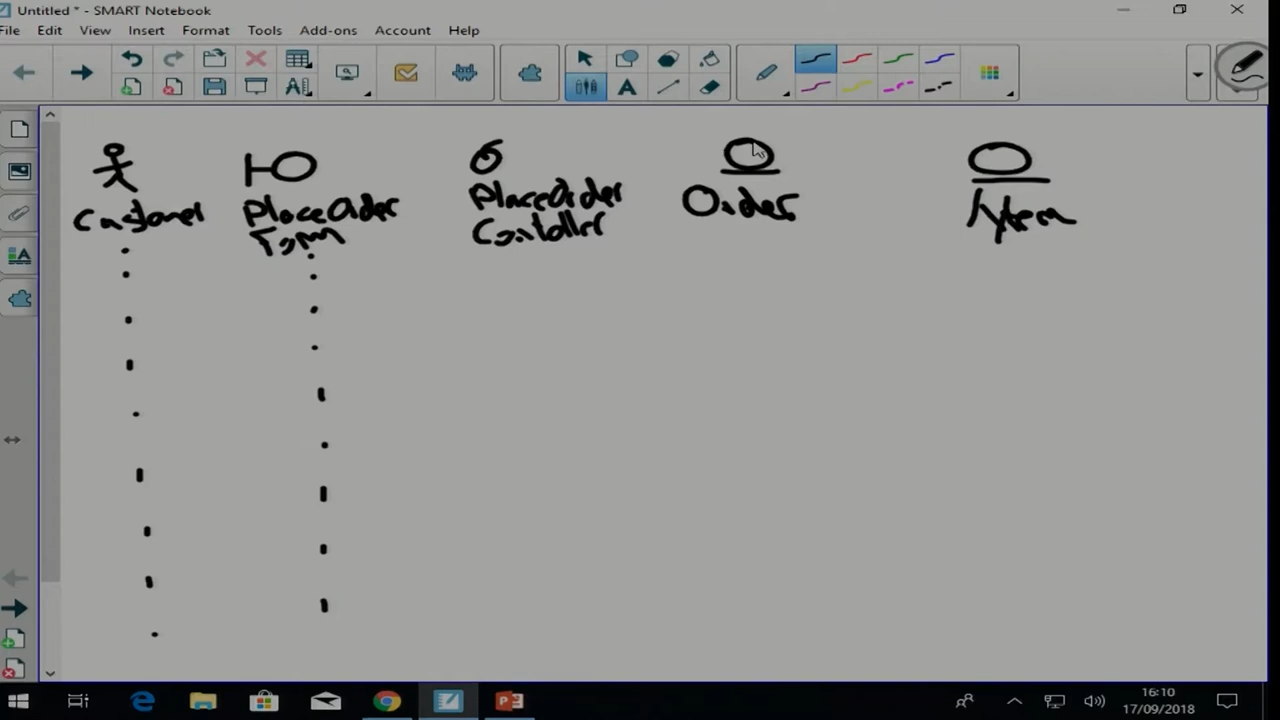 Untitled * - SMART Notebook
File Edit View Insert Format Tools Add-ons Account Help
Customer
PlaceOrder
Form
PlaceOrder
Controller
Order
System
16:10
17/09/2018